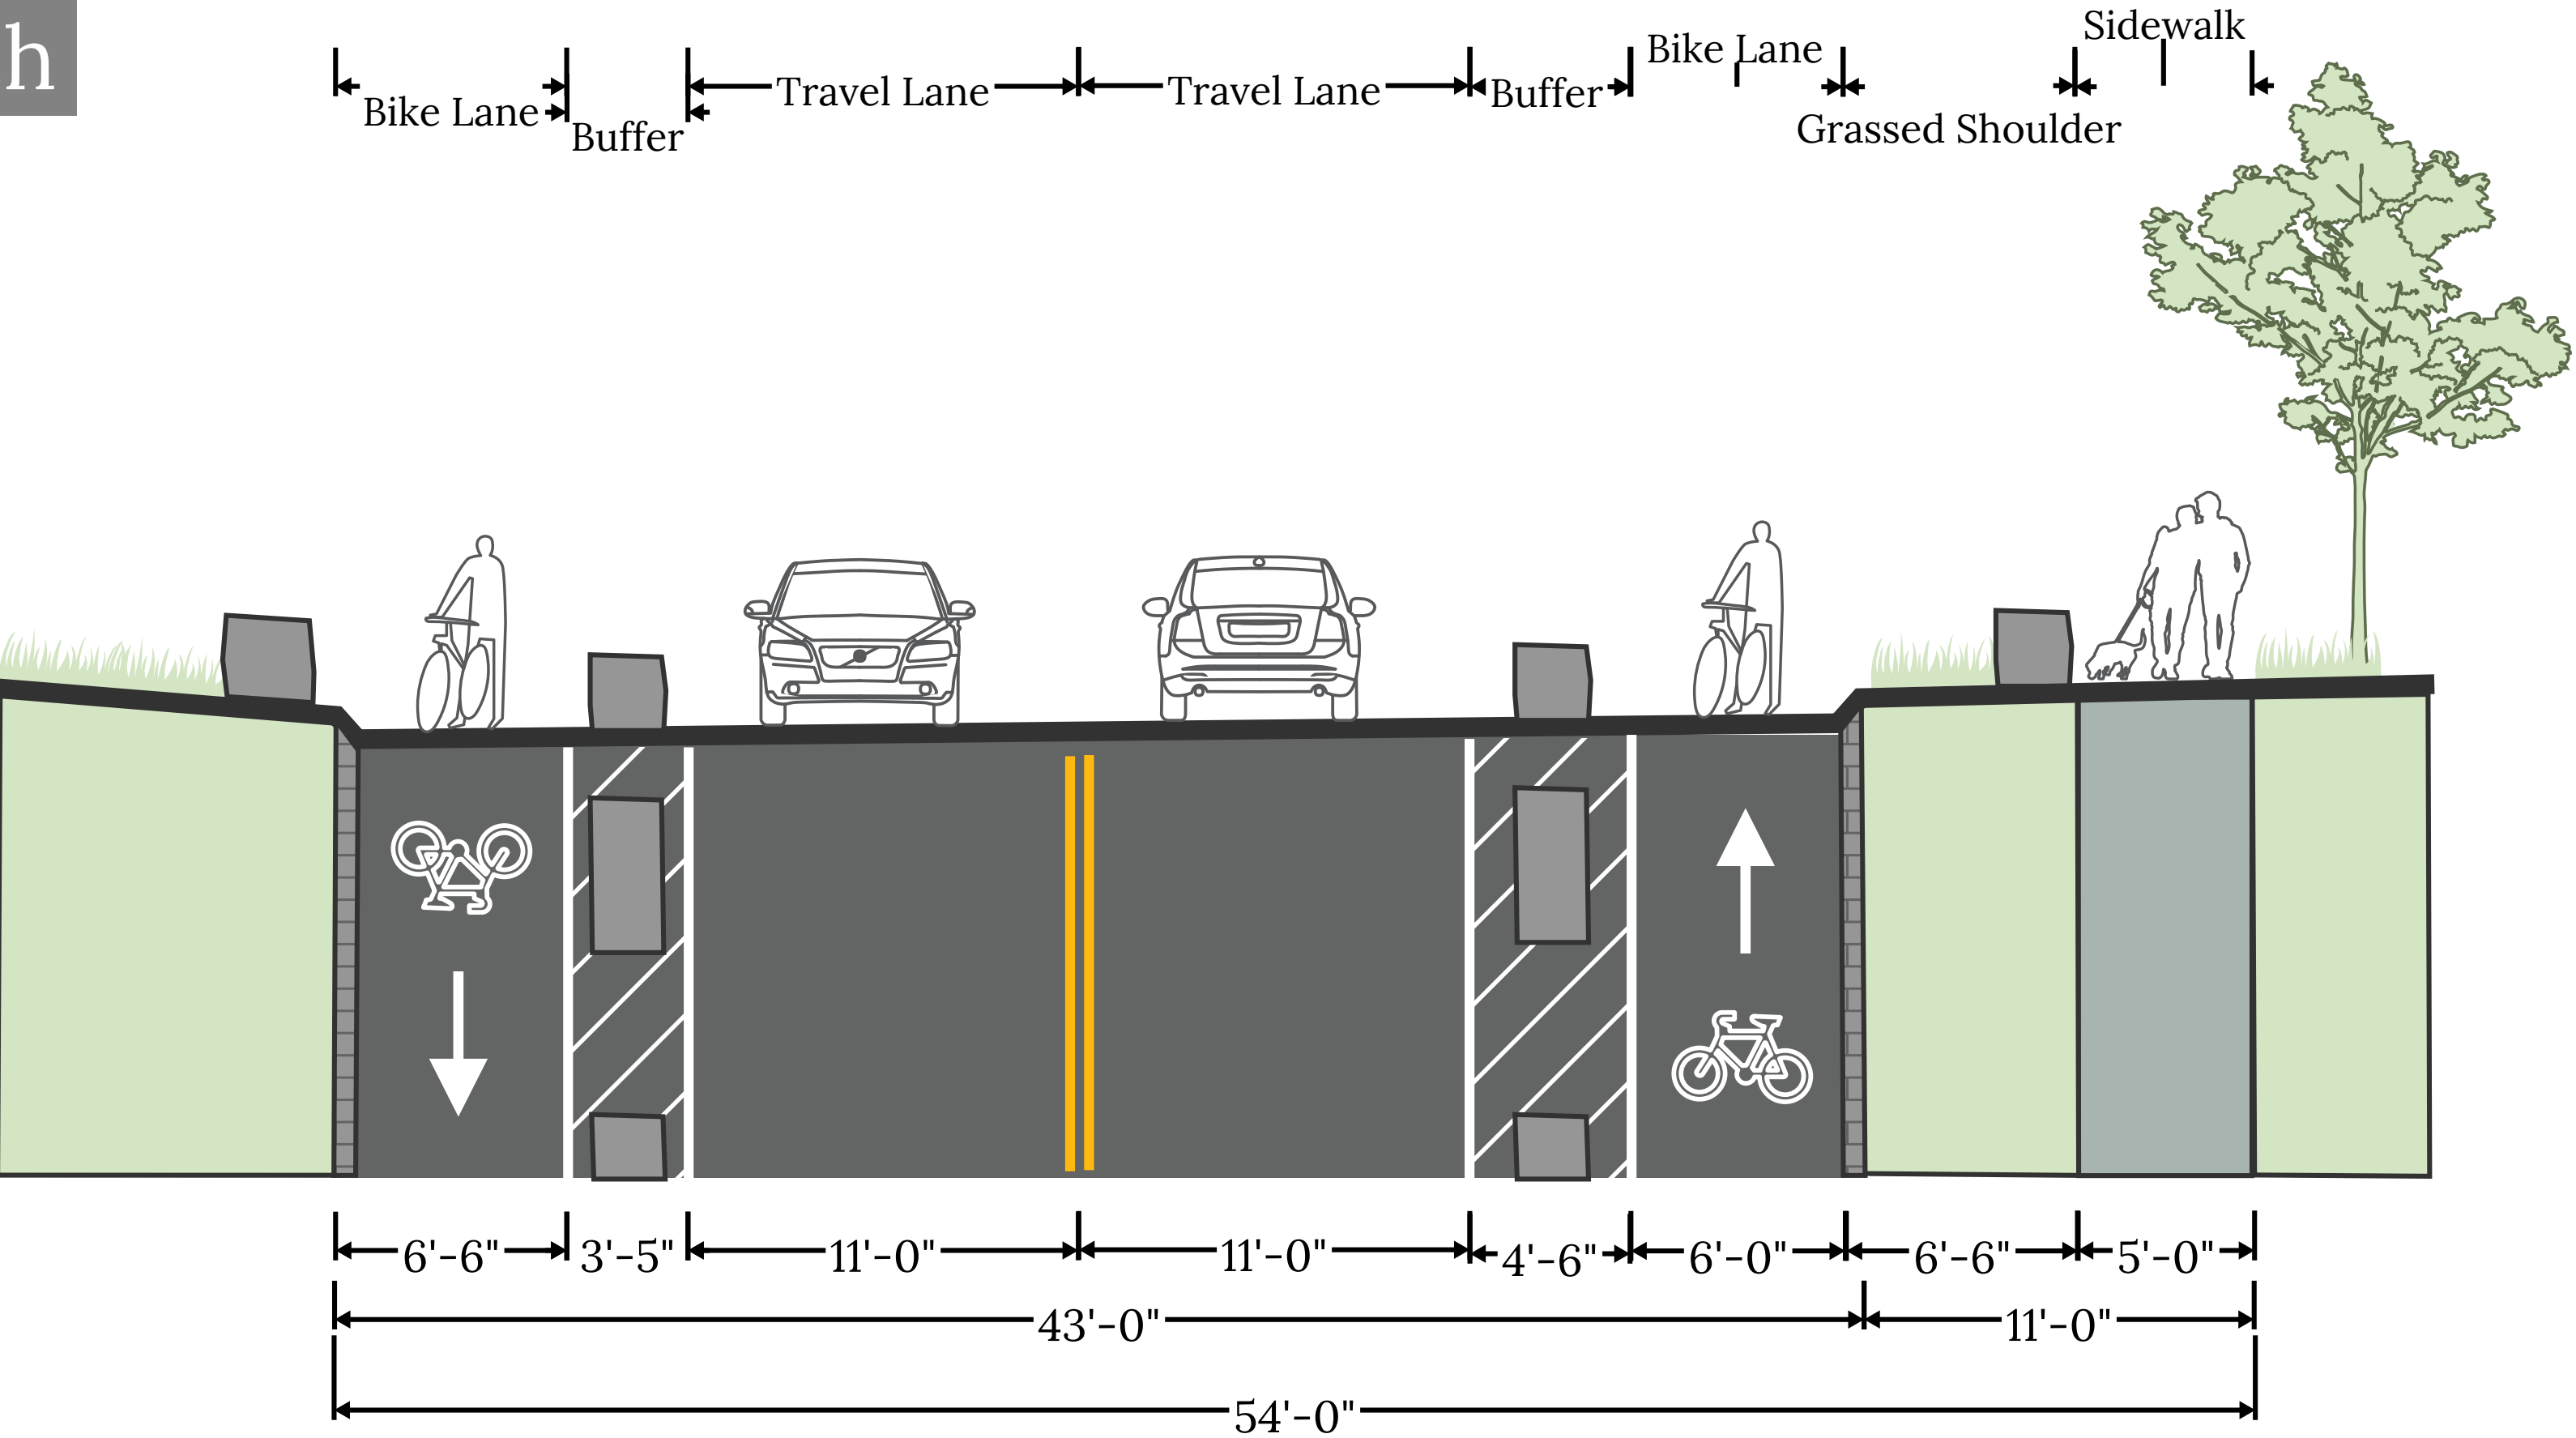 h
Sidewalk
Bike Lane
Travel Lane
Travel Lane
Buffer
Bike Lane
Grassed Shoulder
Buffer
6'-6"
3'-5"
11'-0"
11'-0"
4'-6"
6'-0"
6'-6"
5'-0"
43'-0"
11'-0"
54'-0"